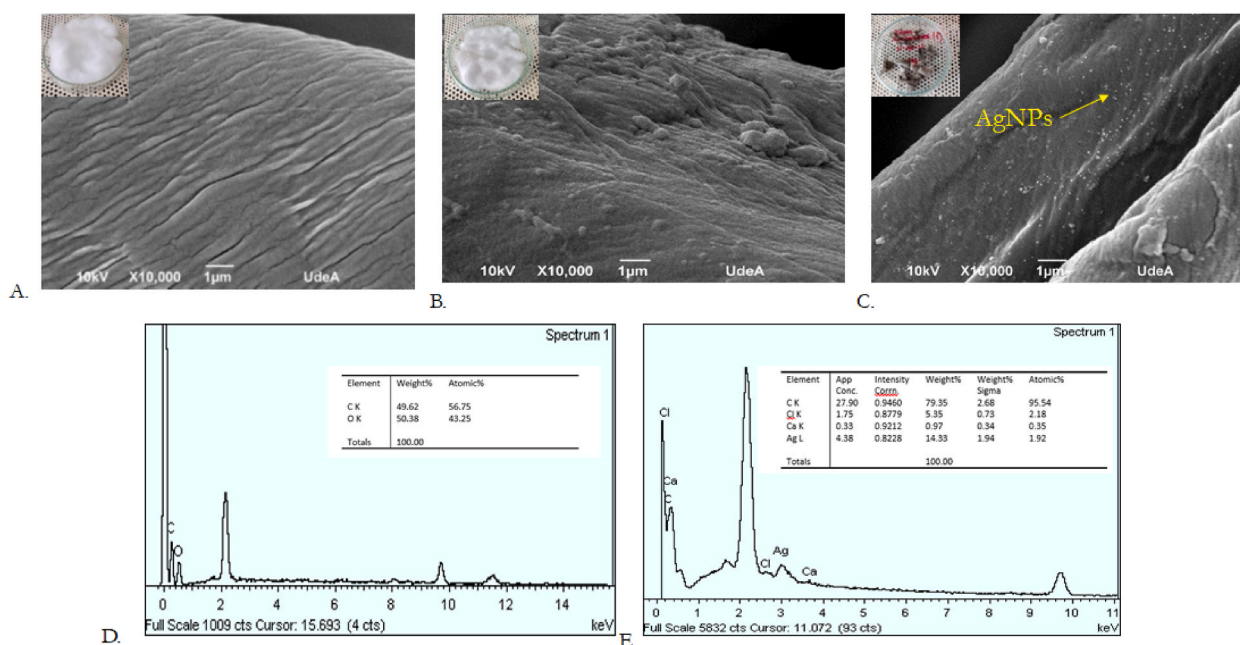 AgNPs
10kV X10,000 1µm UdeA
10kV X10,000 1µm UdeA
10kV X10,000 1µm UdeA
A.
B.
C.
Spectrum 1
Element Weight% Atomic%
C K 49.62 56.75
O K 50.38 43.25
Totals 100.00
C
O
0 2 4 6 8 10 12 14
Full Scale 1009 cts Cursor: 15.693 (4 cts) keV
D.
Spectrum 1
Element App Conc. Intensity Corrn. Weight% Weight% Sigma Atomic%
C K 27.90 0.9460 79.35 2.68 95.54
Cl K 1.75 0.8779 5.35 0.73 2.18
Ca K 0.33 0.9212 0.97 0.34 0.35
Ag L 4.38 0.8228 14.33 1.94 1.92
Totals 100.00
Cl
Ca
C
Cl
Ag
Ca
0 1 2 3 4 5 6 7 8 9 10 11
Full Scale 5832 cts Cursor: 11.072 (93 cts) keV
E.